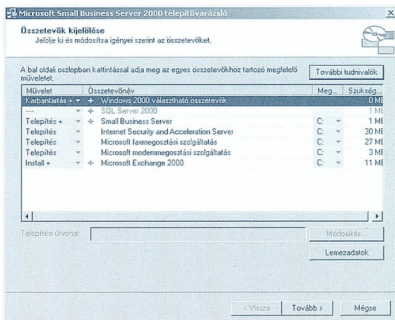 Microsoft Small Business Server 2000 telepítővarázsló
Összetevők kijelölése
Jelölje ki és módosítsa igényei szerint az összetevőket.
A bal oldali oszlopban kattintással adja meg az egyes összetevőkhöz tartozó megfelelő műveletet.
További tudnivalók
Művelet Összetevőnév Meg... Szükség...
Karbantartás + Windows 2000 választható összetevők 0 MB
---- + SQL Server 2000 1 MB
Telepítés + + Small Business Server C: 1 MB
Telepítés Internet Security and Acceleration Server C: 30 MB
Telepítés Microsoft faxmegosztási szolgáltatás C: 27 MB
Telepítés Microsoft modemmegosztási szolgáltatás C: 3 MB
Install + + Microsoft Exchange 2000 C: 11 MB
Telepítési útvonal:
Módosítás...
Lemezadatok
< Vissza Tovább > Mégse